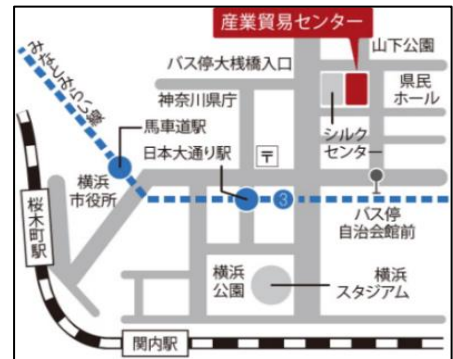 産業貿易センター
みなとみらい線
バス停大桟橋入口
山下公園
神奈川県庁
県民
ホール
馬車道駅
シルク
センター
日本大通り駅
〒
横浜
市役所
3
バス停
自治会館前
桜木町駅
横浜
公園
横浜
スタジアム
関内駅